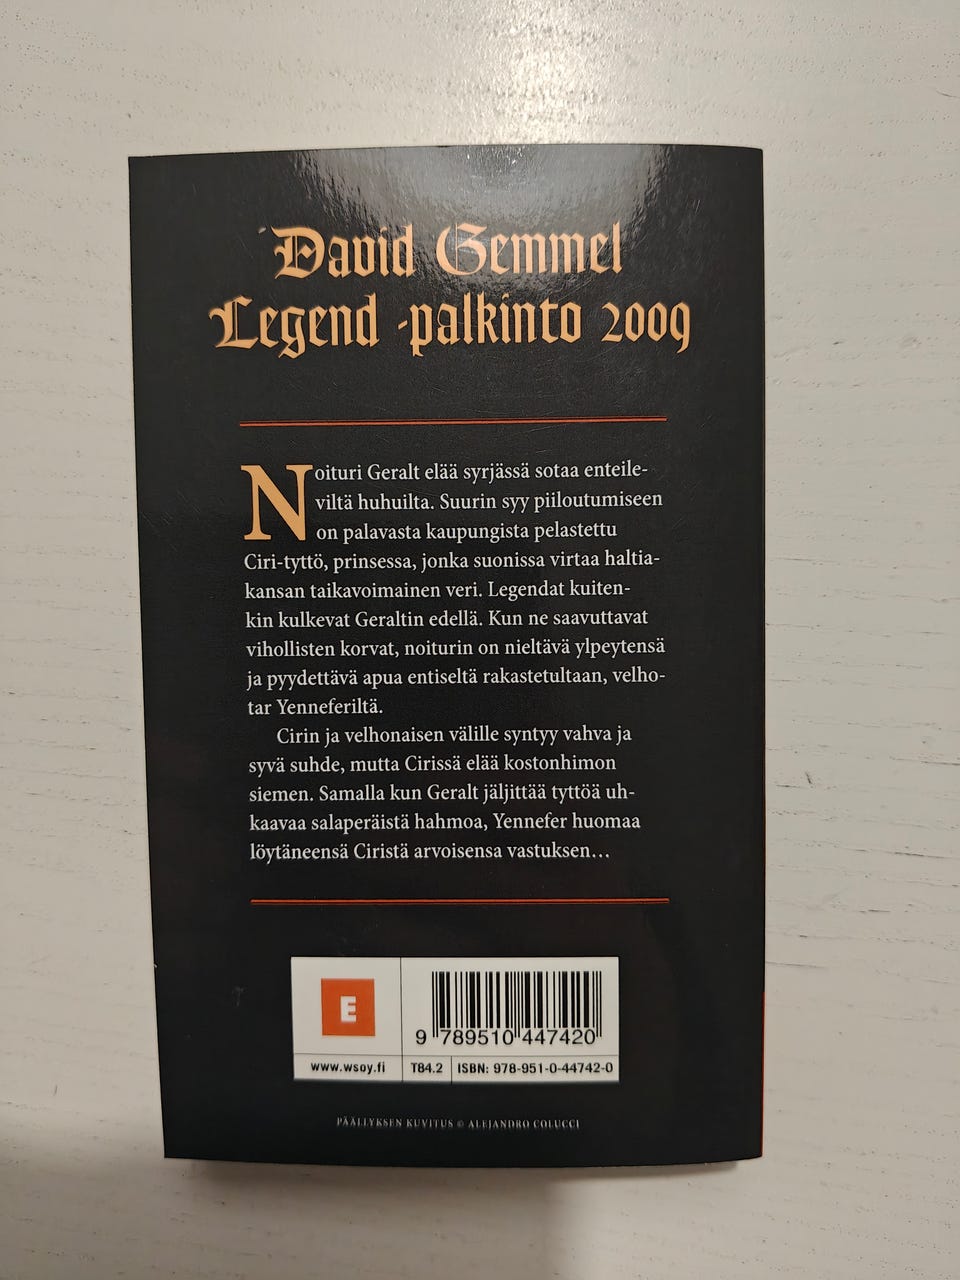 David Gemmel
Legend -palkinto 2009
Noituri Geralt elää syrjässä sotaa enteile-
viltä huhuilta. Suurin syy piiloutumiseen
on palavasta kaupungista pelastettu
Ciri-tyttö, prinsessa, jonka suonissa virtaa haltia-
kansan taikavoimainen veri. Legendat kuiten-
kin kulkevat Geraltin edellä. Kun ne saavuttavat
vihollisten korvat, noiturin on nieltävä ylpeytensä
ja pyydettävä apua entiseltä rakastetultaan, velho-
tar Yenneferiltä.
Cirin ja velhonaisen välille syntyy vahva ja
syvä suhde, mutta Cirissä elää kostonhimon
siemen. Samalla kun Geralt jäljittää tyttöä uh-
kaavaa salaperäistä hahmoa, Yennefer huomaa
löytäneensä Ciristä arvoisensa vastuksen…
E
9 789510 447420
www.wsoy.fi T84.2 ISBN: 978-951-0-44742-0
PÄÄLLYKSEN KUVITUS © ALEJANDRO COLUCCI